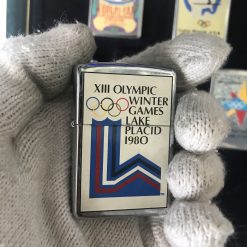 XIII OLYMPIC
WINTER
GAMES
LAKE
PLACID
1980